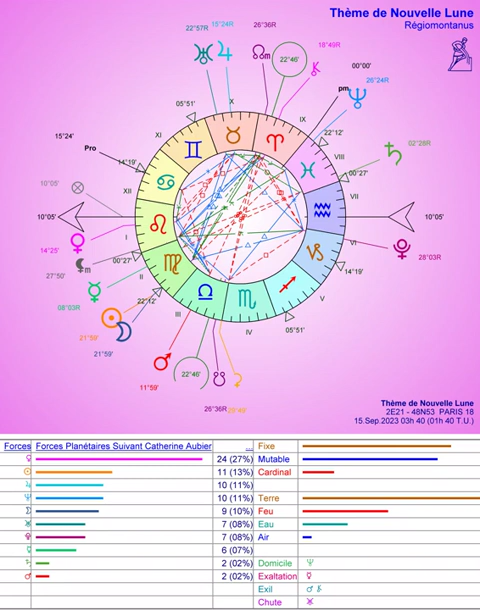 Thème de Nouvelle Lune
Régiomontanus
26°36R
22°57R 15°24R
22°46'
18°49R
00°00'
pm
26°24R
X
IX
05°51'
22°12'
15°24'
XI
Pro
VIII
02°28R
14°19'
00°27'
10°05'
XII
VII
10°05'
10°05'
I
VI
14°25'
00°27'
28°03R
27°50'
II
14°19'
08°03R
22°12'
V
21°59'
III
05°51'
21°59'
IV
11°59'
22°46'
26°36R
Thème de Nouvelle Lune
2E21 - 48N53 PARIS 18
15.Sep.2023 03h 40 (01h 40 T.U.)
Forces Forces Planétaires Suivant Catherine Aubier ... Fixe
24 (27%) Mutable
11 (13%) Cardinal
10 (11%)
10 (11%) Terre
9 (10%) Feu
7 (08%) Eau
7 (08%) Air
6 (07%)
2 (02%) Domicile
2 (02%) Exaltation
Exil
Chute